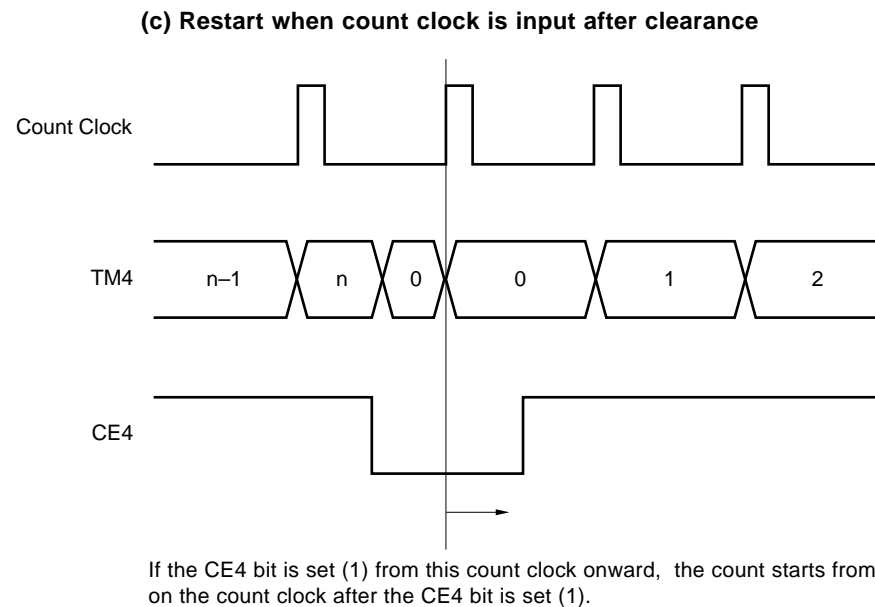 (c) Restart when count clock is input after clearance
Count Clock
TM4 n–1 n 0 0 1 2
CE4
If the CE4 bit is set (1) from this count clock onward, the count starts from
on the count clock after the CE4 bit is set (1).